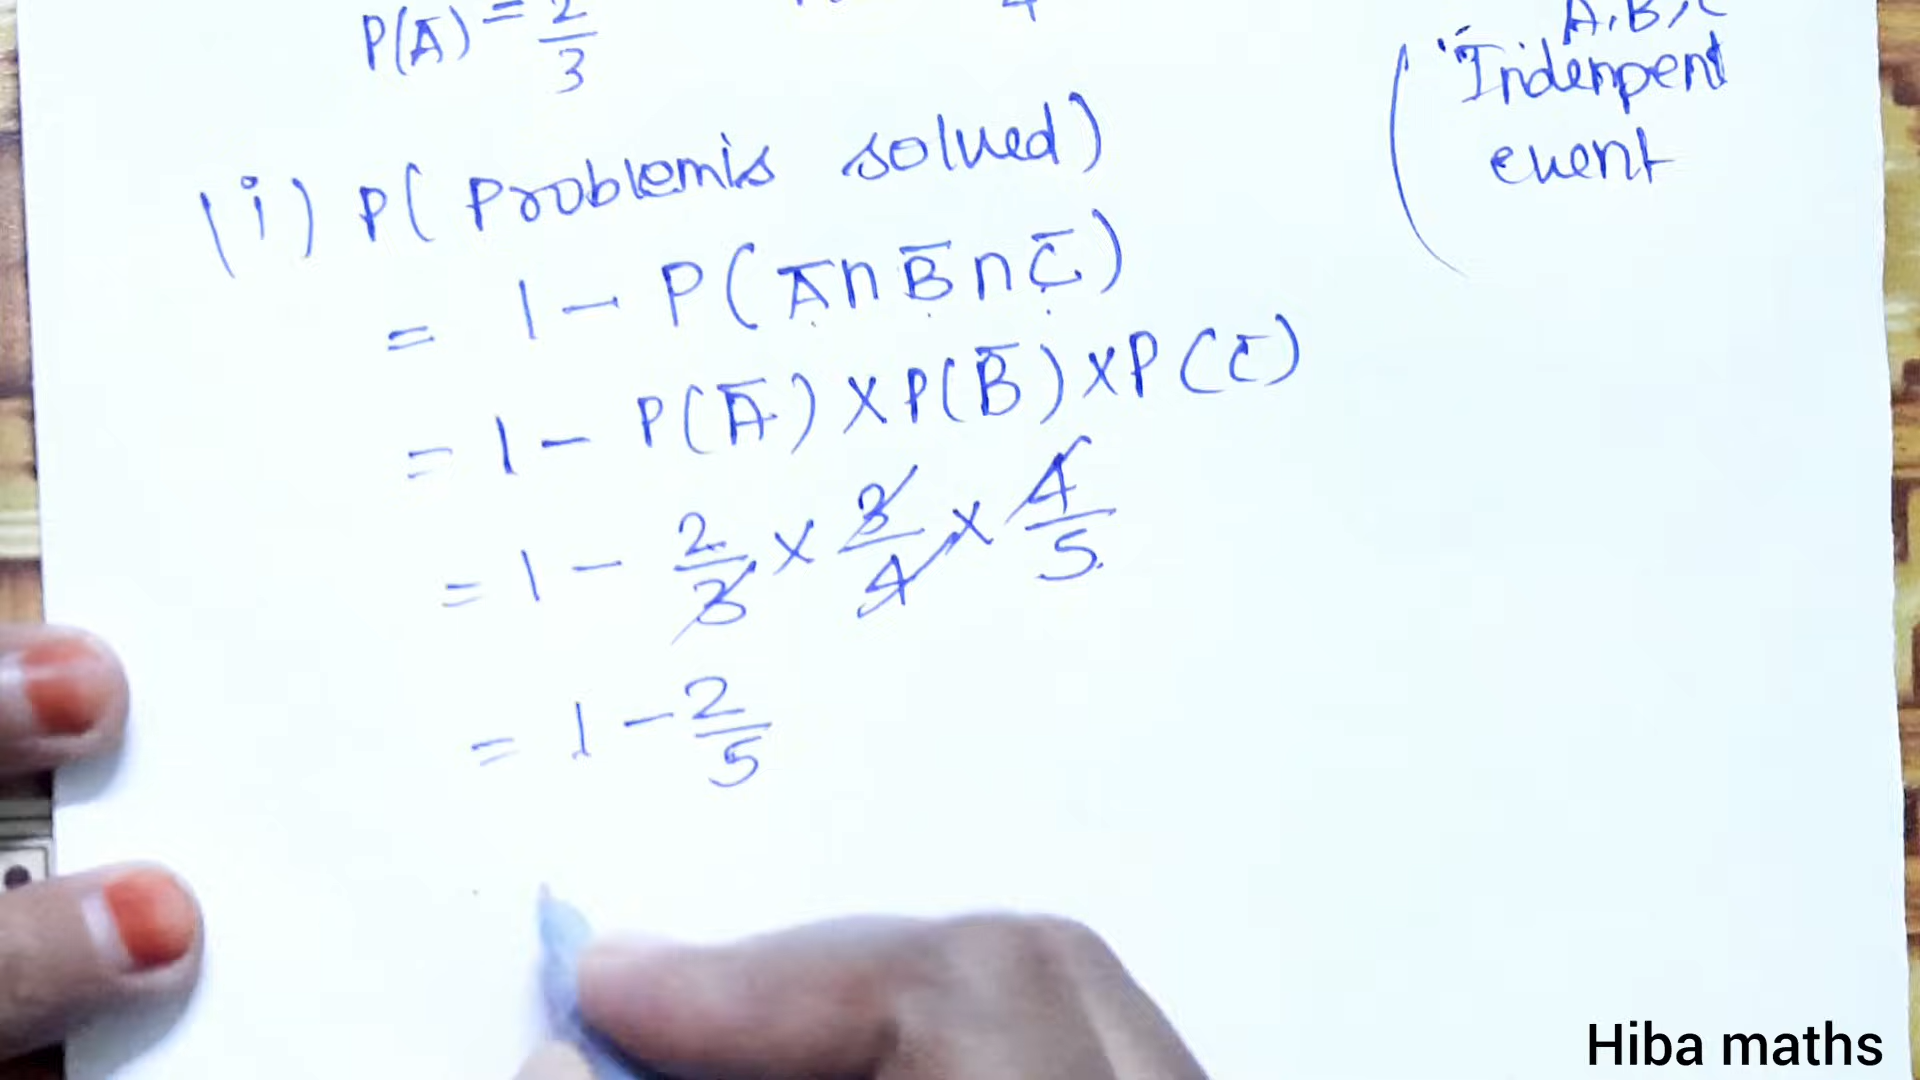 P(Ā) = 2/3
A, B, C
Indenpent
event
(i) P( Problem is solved)
= 1 - P(Ā∩B̄∩C̄)
= 1 - P(Ā) × P(B̄) × P(C̄)
= 1 - 2/3 × 3/4 × 4/5
= 1 - 2/5
Hiba maths